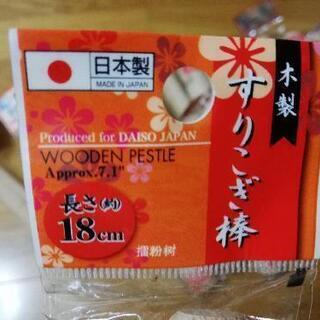 日本製
MADE IN JAPAN
木製
すりこぎ棒
Produced for DAISO JAPAN
WOODEN PESTLE
Approx.7.1"
長さ(約)
18cm
擂粉树